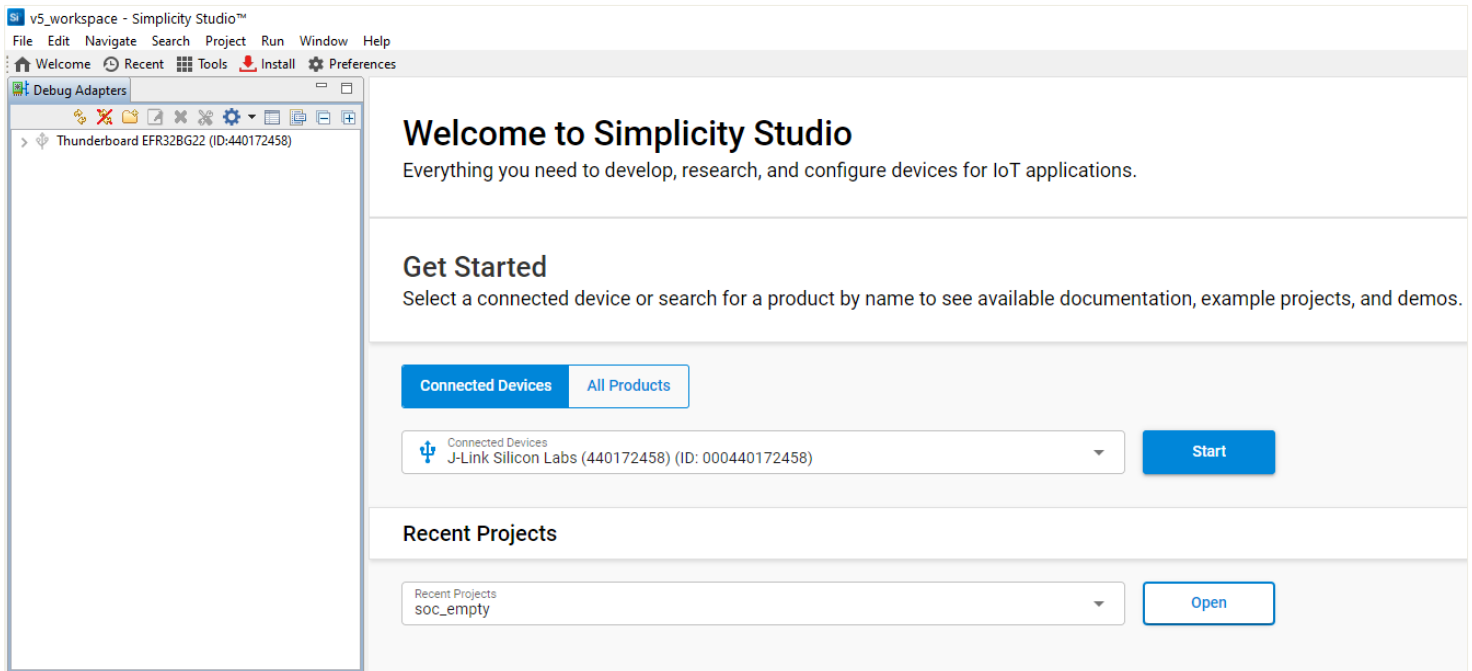 Si v5_workspace - Simplicity Studio™
File Edit Navigate Search Project Run Window Help
Welcome Recent Tools Install Preferences
Debug Adapters
Thunderboard EFR32BG22 (ID:440172458)
Welcome to Simplicity Studio
Everything you need to develop, research, and configure devices for IoT applications.
Get Started
Select a connected device or search for a product by name to see available documentation, example projects, and demos.
Connected Devices All Products
Connected Devices
J-Link Silicon Labs (440172458) (ID: 000440172458)
Start
Recent Projects
Recent Projects
soc_empty
Open